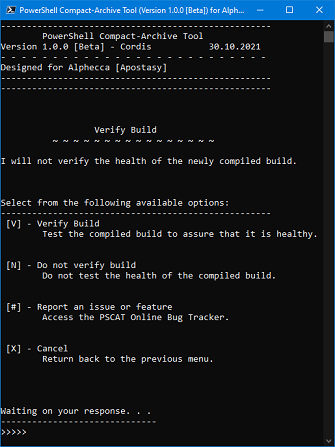 PowerShell Compact-Archive Tool (Version 1.0.0 [Beta]) for Alphe...
-----------------------------------------------------
PowerShell Compact-Archive Tool
Version 1.0.0 [Beta] - Cordis 30.10.2021
- - - - - - - - - - - - - - - - - - - - - - - - - -
Designed for Alphecca [Apostasy]
-----------------------------------------------------
-----------------------------------------------------
Verify Build
~ ~ ~ ~ ~ ~ ~ ~ ~ ~ ~ ~ ~ ~ ~ ~
I will not verify the health of the newly compiled build.
Select from the following available options:
-----------------------------------------------------
[V] - Verify Build
Test the compiled build to assure that it is healthy.
[N] - Do not verify build
Do not test the health of the compiled build.
[#] - Report an issue or feature
Access the PSCAT Online Bug Tracker.
[X] - Cancel
Return back to the previous menu.
Waiting on your response. . .
------------------------------
>>>>>